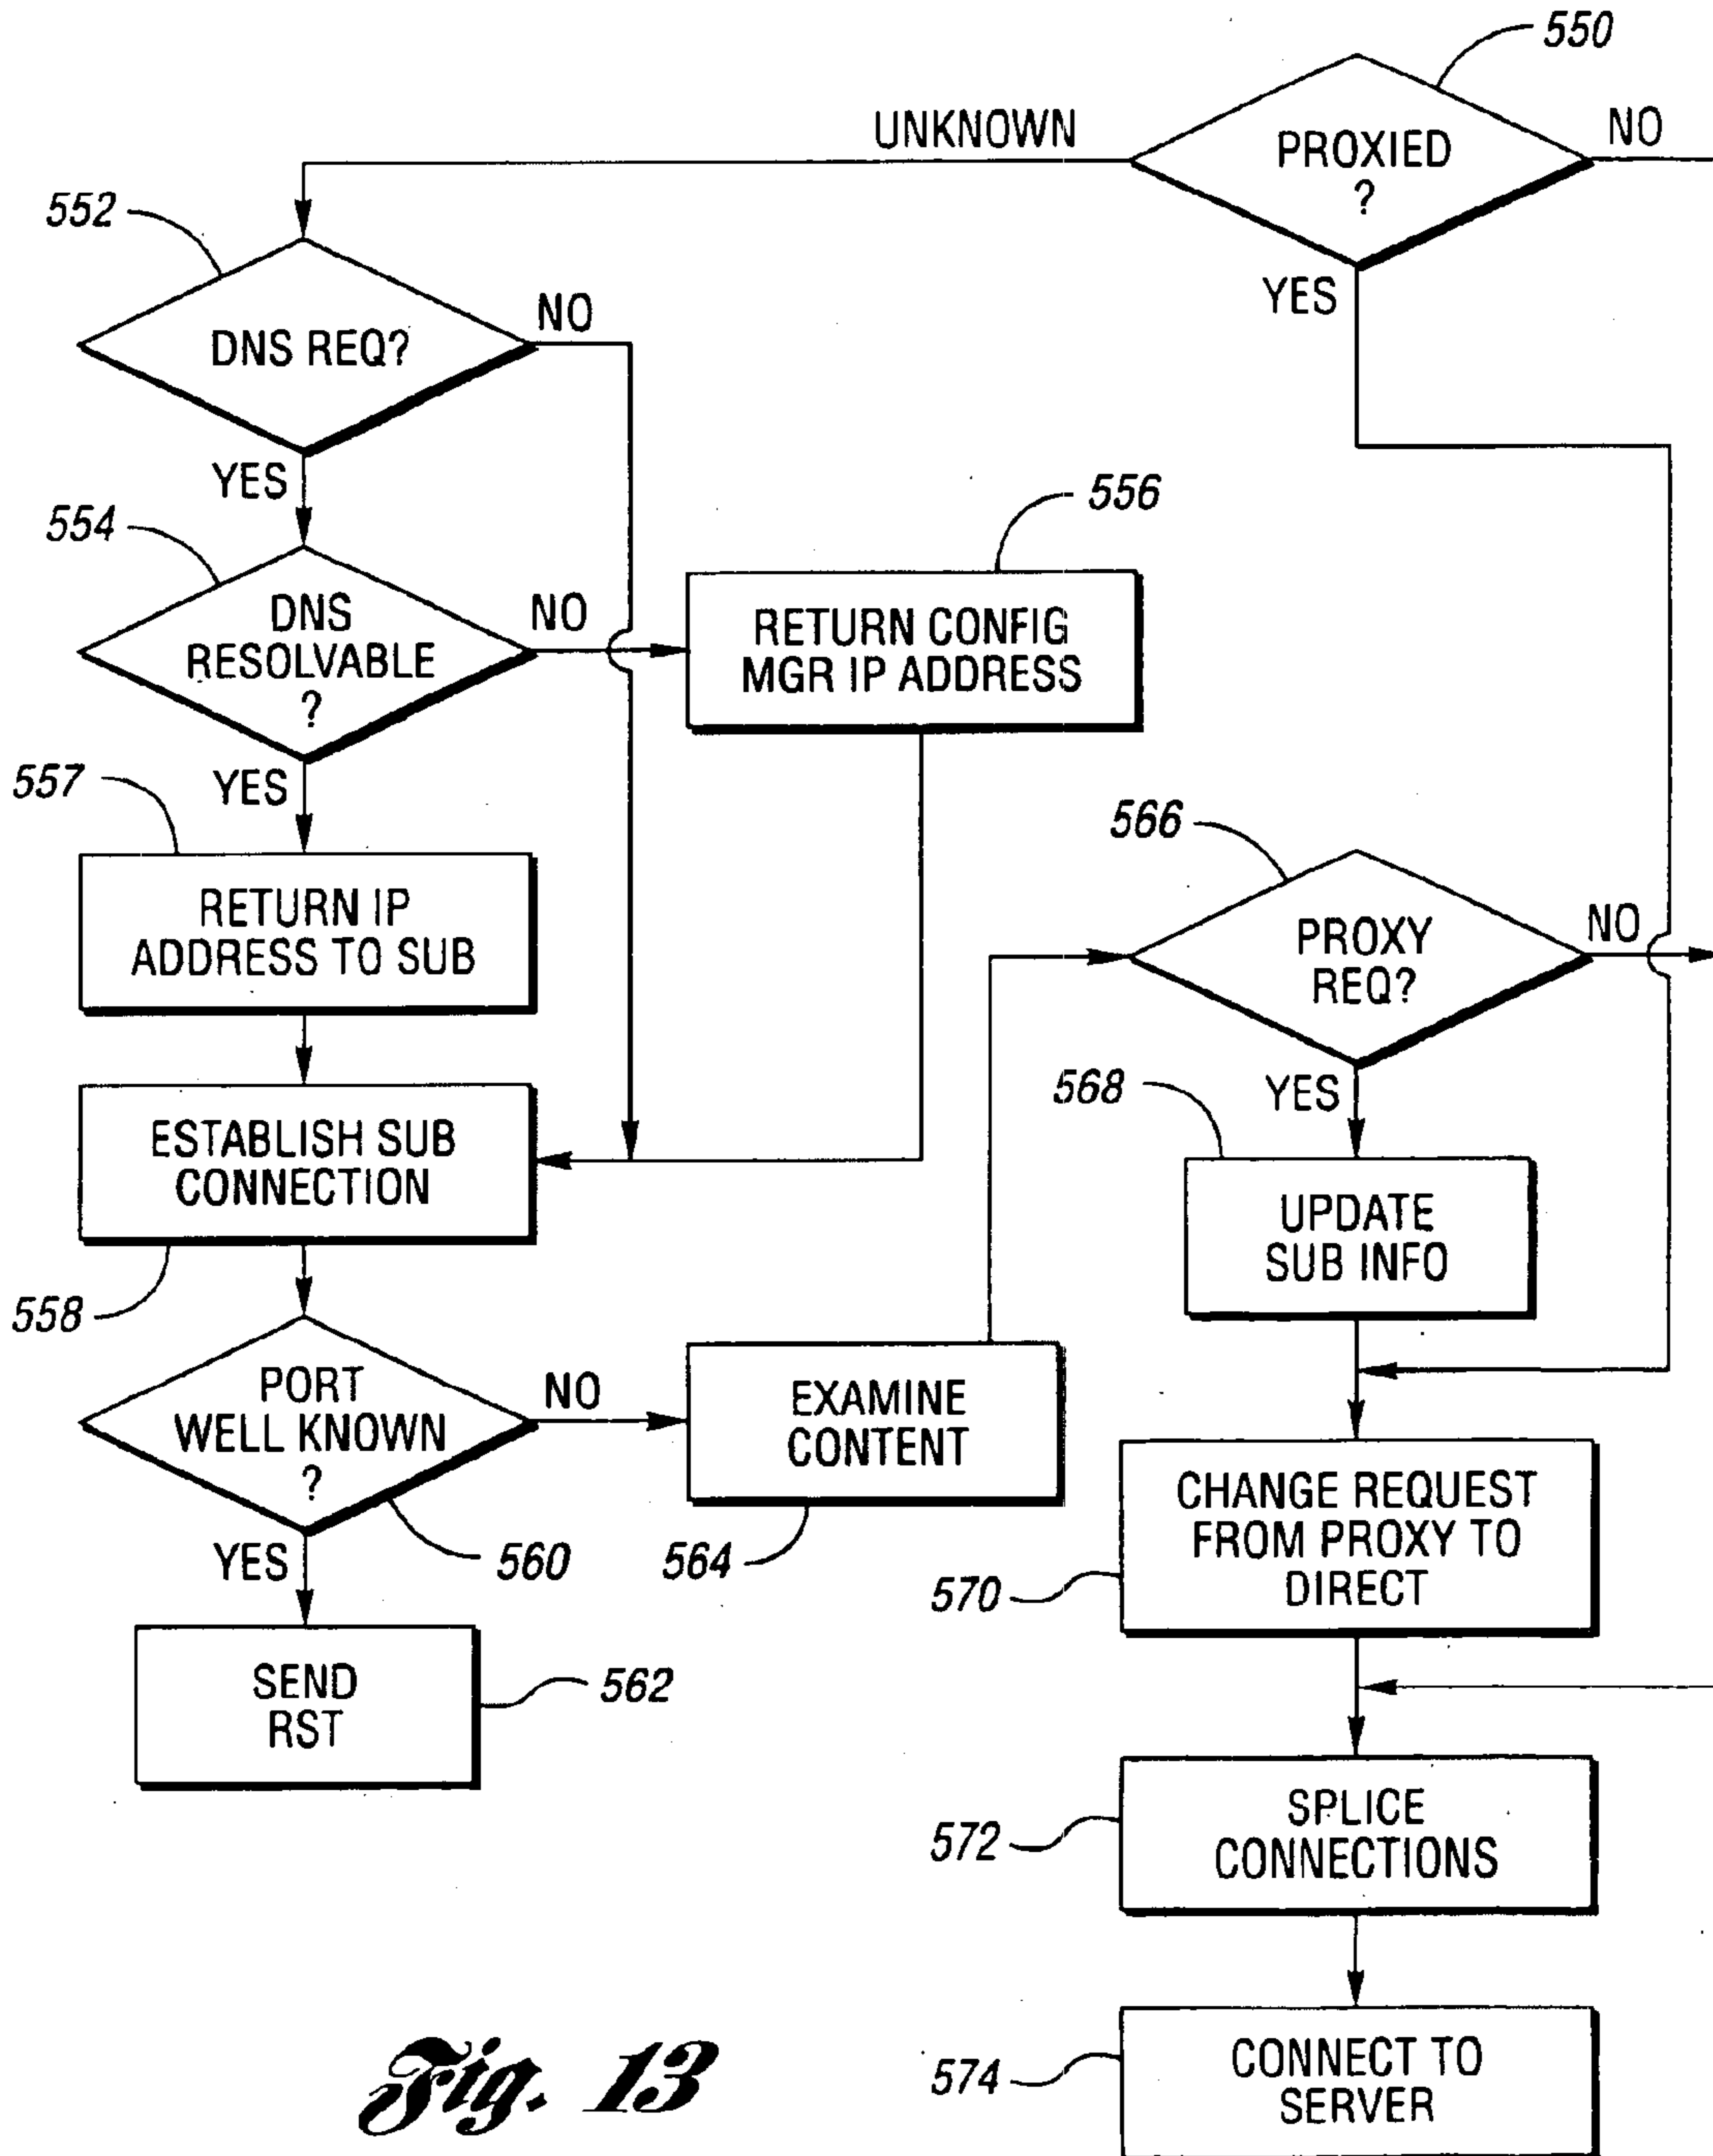 550
UNKNOWN
PROXIED
?
NO
YES
552
DNS REQ?
NO
YES
554
DNS
RESOLVABLE
?
NO
YES
556
RETURN CONFIG
MGR IP ADDRESS
557
RETURN IP
ADDRESS TO SUB
ESTABLISH SUB
CONNECTION
558
PORT
WELL KNOWN
?
NO
YES
560
SEND
RST
562
EXAMINE
CONTENT
564
566
PROXY
REQ?
NO
YES
568
UPDATE
SUB INFO
CHANGE REQUEST
FROM PROXY TO
DIRECT
570
SPLICE
CONNECTIONS
572
CONNECT TO
SERVER
574
Fig. 13